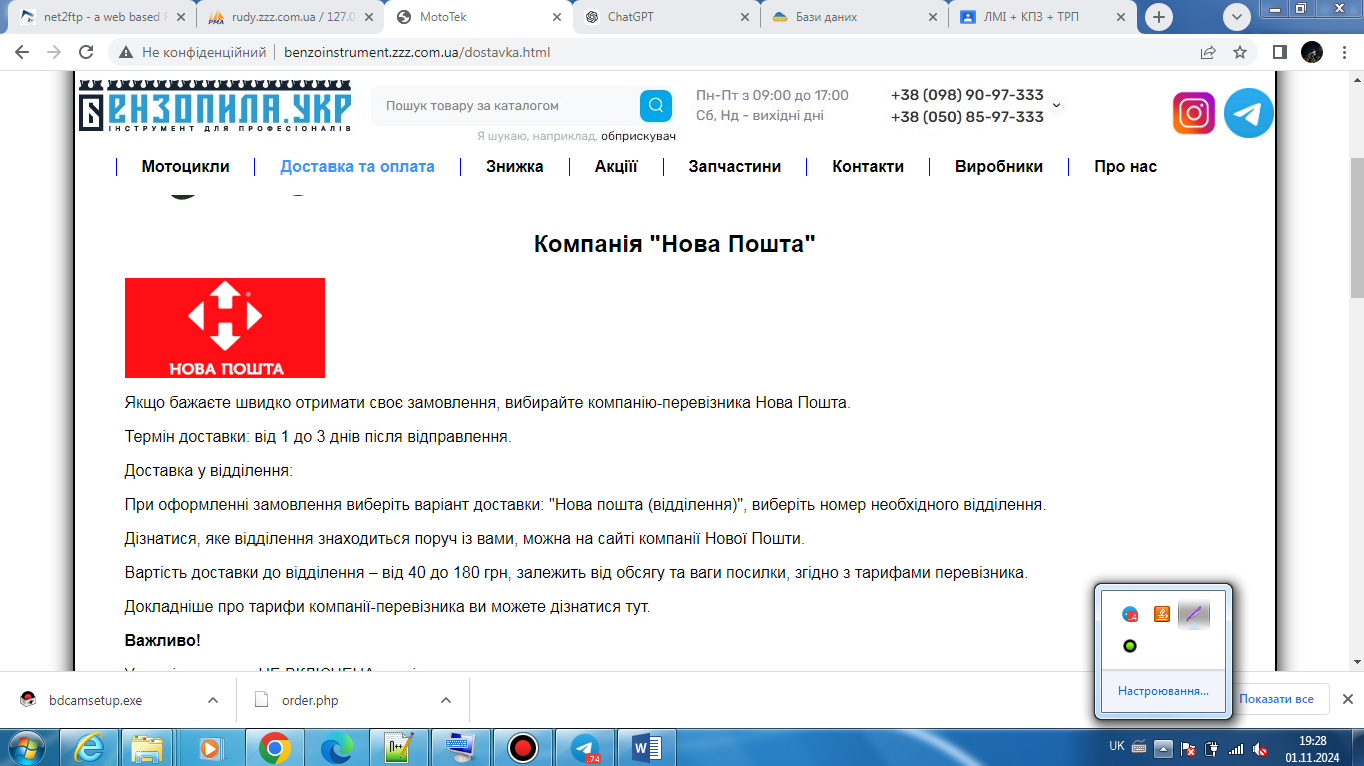 net2ftp - a web based F
rudy.zzz.com.ua / 127.0
MotoTek
ChatGPT
Бази даних
ЛМІ + КПЗ + ТРП
Не конфіденційний
benzoinstrument.zzz.com.ua/dostavka.html
БЕНЗОПИЛА.УКР
ІНСТРУМЕНТ ДЛЯ ПРОФЕСІОНАЛІВ
Пошук товару за каталогом
Я шукаю, наприклад, обприскувач
Пн-Пт з 09:00 до 17:00
Сб, Нд - вихідні дні
+38 (098) 90-97-333
+38 (050) 85-97-333
Мотоцикли
Доставка та оплата
Знижка
Акціїї
Запчастини
Контакти
Виробники
Про нас
Компанія "Нова Пошта"
НОВА ПОШТА
Якщо бажаєте швидко отримати своє замовлення, вибирайте компанію-перевізника Нова Пошта.
Термін доставки: від 1 до 3 днів після відправлення.
Доставка у відділення:
При оформленні замовлення виберіть варіант доставки: "Нова пошта (відділення)", виберіть номер необхідного відділення.
Дізнатися, яке відділення знаходиться поруч із вами, можна на сайті компанії Нової Пошти.
Вартість доставки до відділення – від 40 до 180 грн, залежить від обсягу та ваги посилки, згідно з тарифами перевізника.
Докладніше про тарифи компанії-перевізника ви можете дізнатися тут.
Важливо!
Настроювання...
bdcamsetup.exe
order.php
Показати все
.74
UK
19:28
01.11.2024